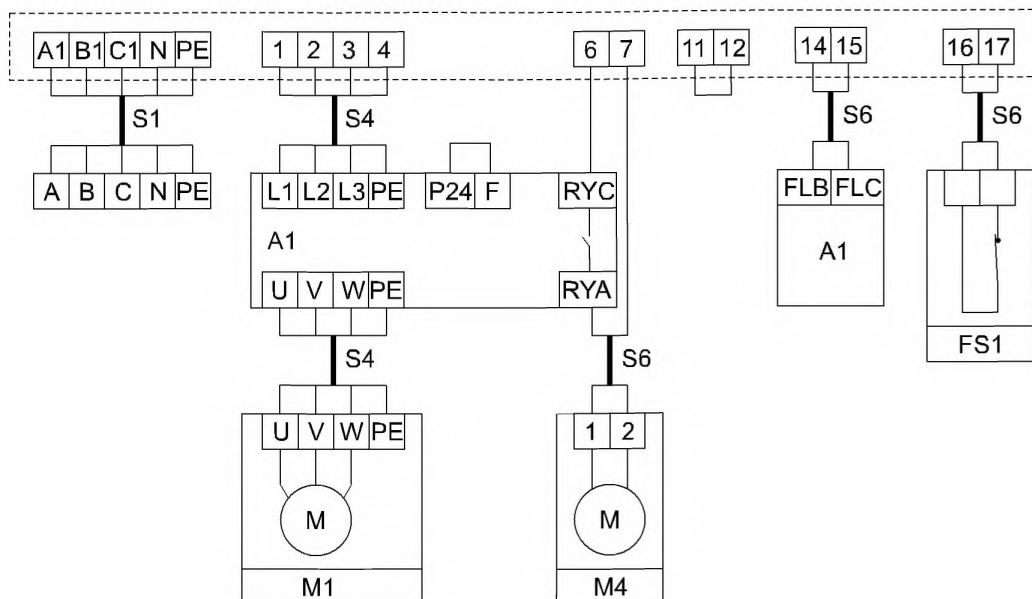 A1 B1 C1 N PE 1 2 3 4 6 7 11 12 14 15 16 17
S1 S4 S6 S6
A B C N PE L1 L2 L3 PE P24 F RYC FLB FLC
A1 A1
U V W PE RYA
FS1
S4 S6
U V W PE 1 2
M M
M1 M4